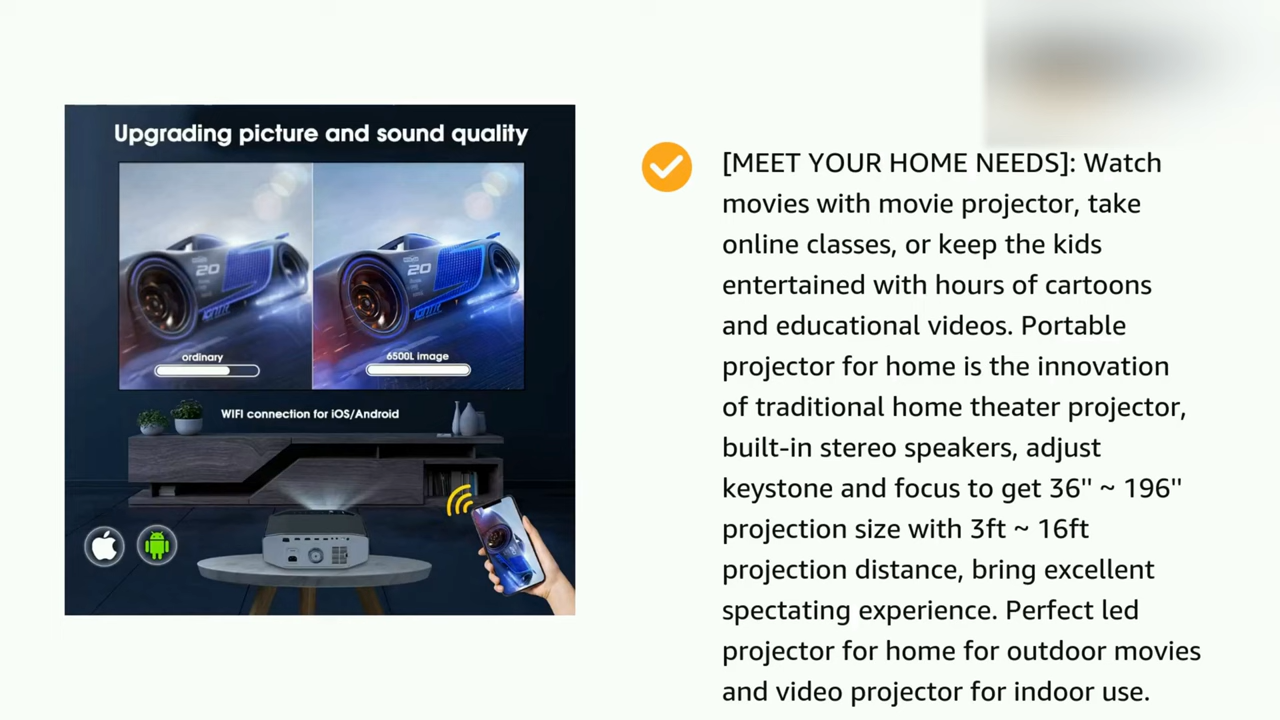 Upgrading picture and sound quality
20
20
ordinary
6500L image
WIFI connection for iOS/Android
[MEET YOUR HOME NEEDS]: Watch
movies with movie projector, take
online classes, or keep the kids
entertained with hours of cartoons
and educational videos. Portable
projector for home is the innovation
of traditional home theater projector,
built-in stereo speakers, adjust
keystone and focus to get 36" ~ 196"
projection size with 3ft ~ 16ft
projection distance, bring excellent
spectating experience. Perfect led
projector for home for outdoor movies
and video projector for indoor use.